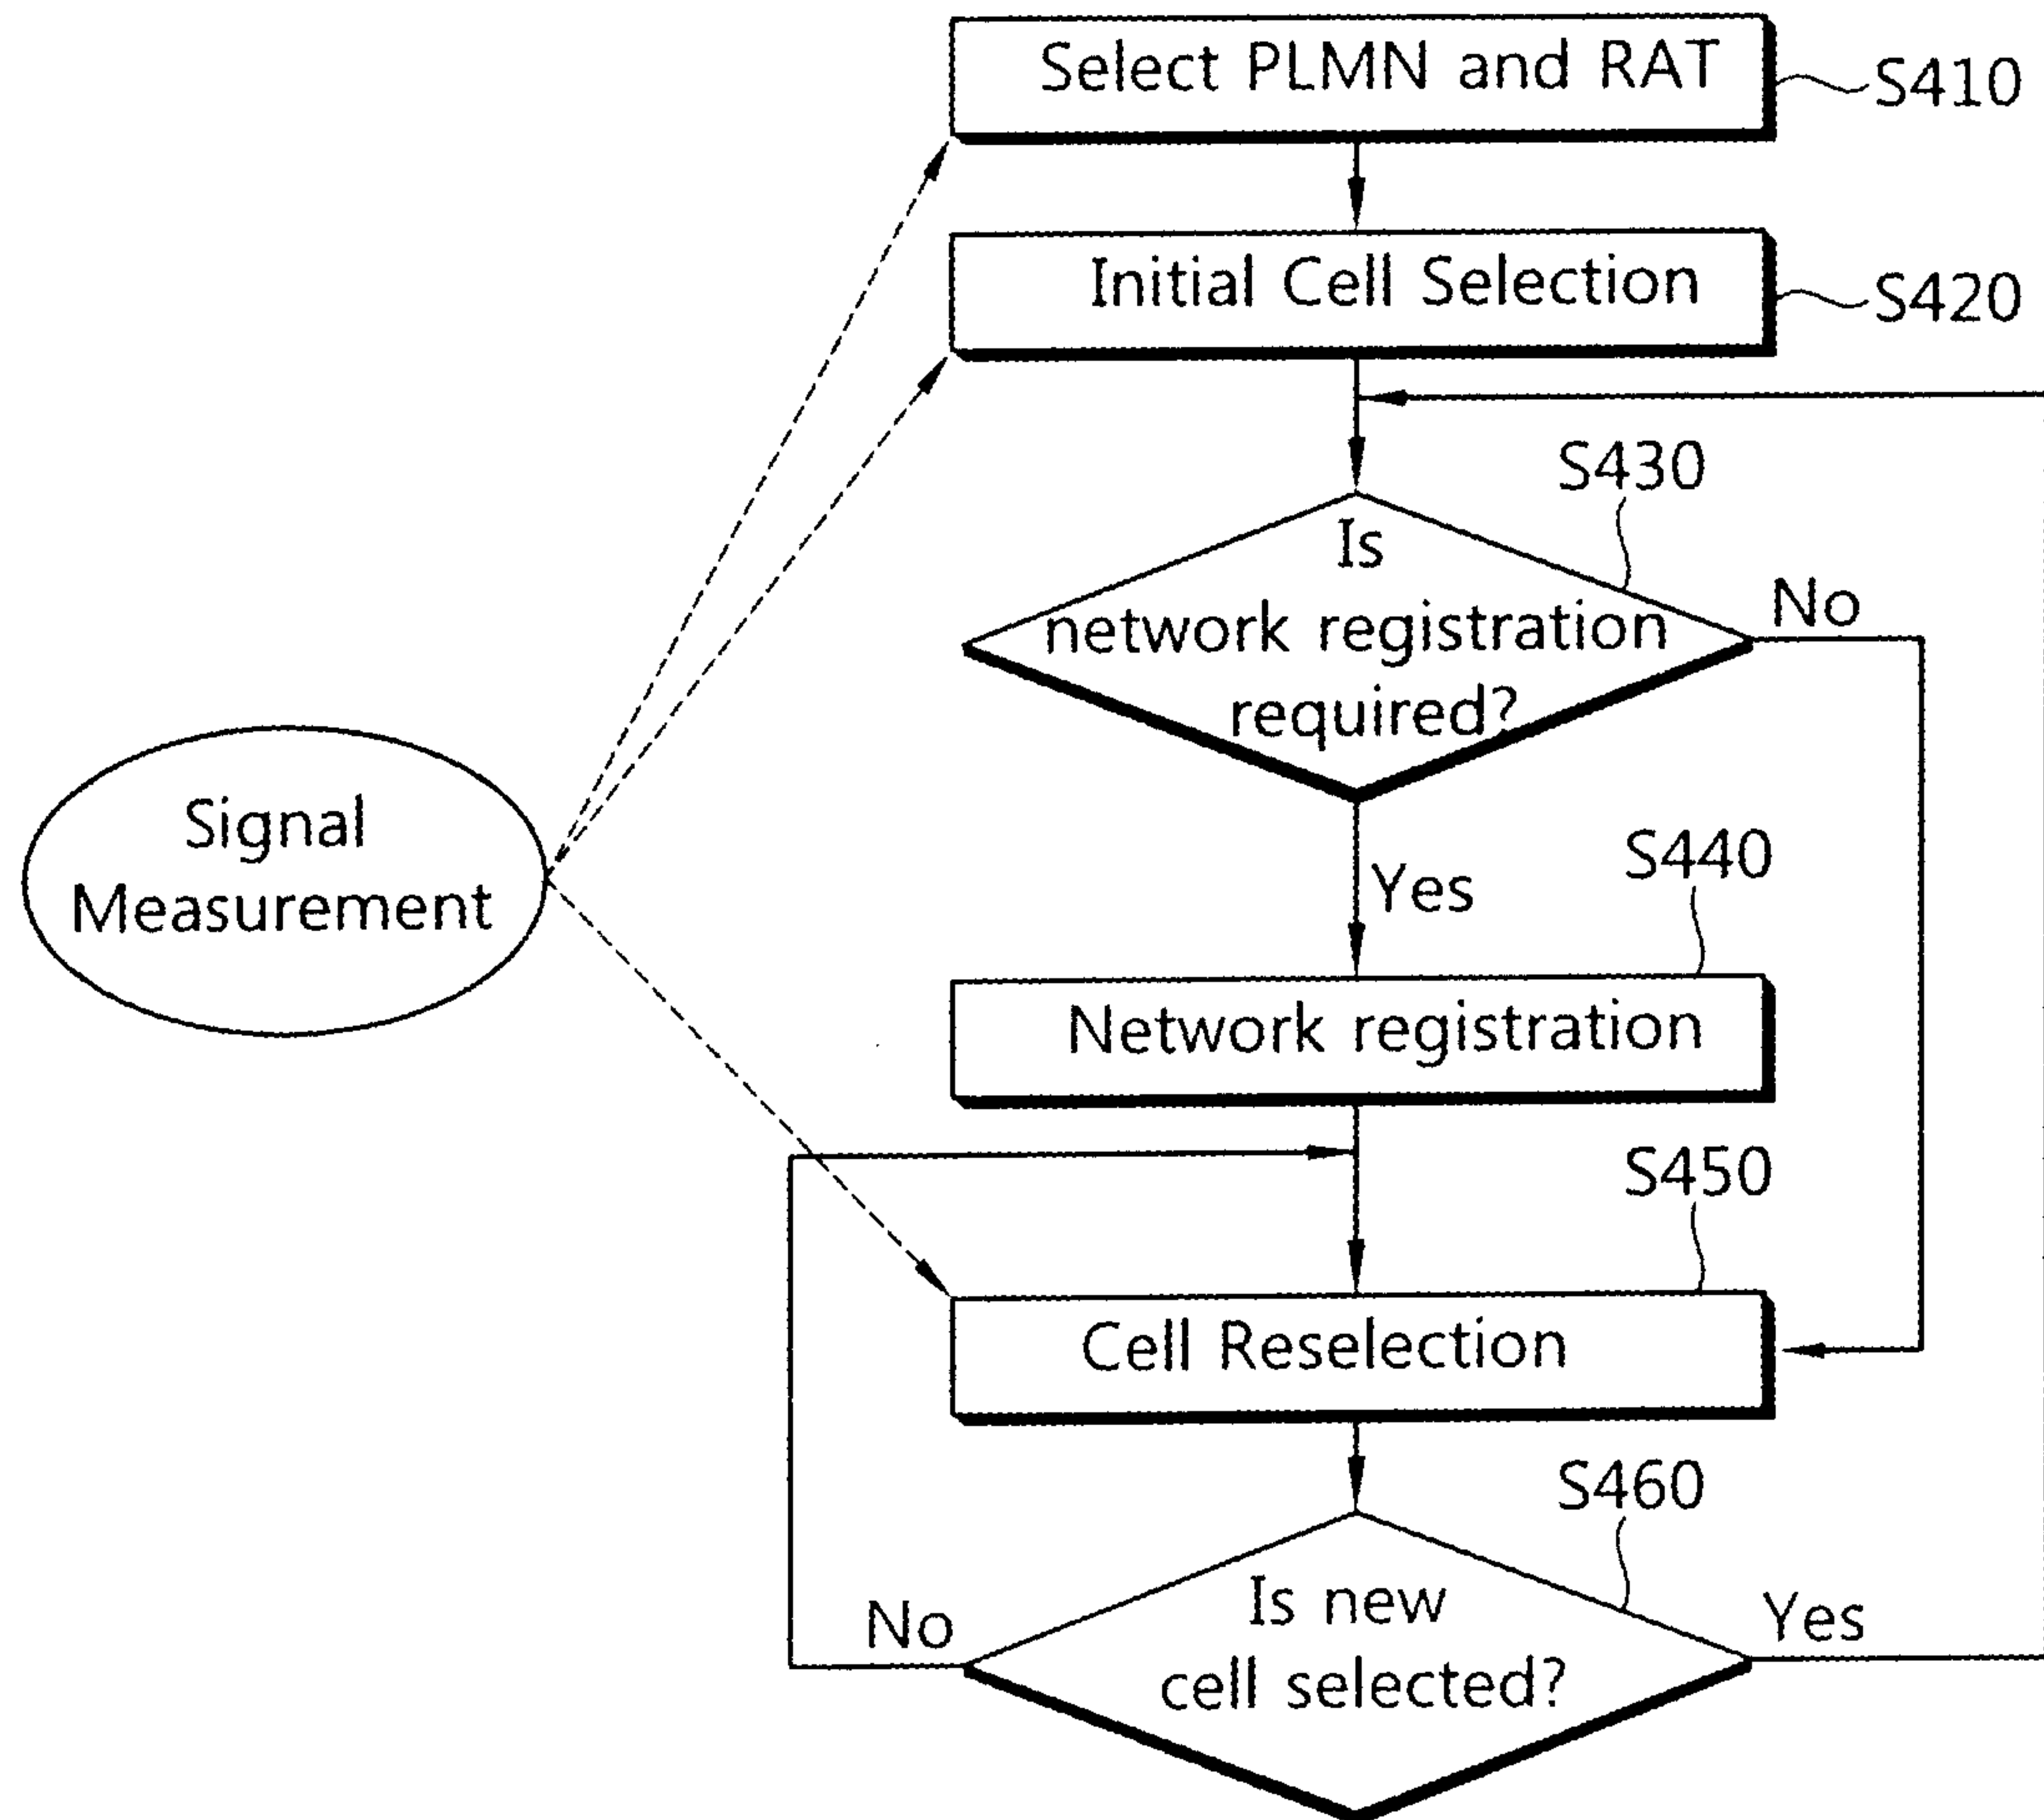 Select PLMN and RAT
S410
Initial Cell Selection
S420
S430
Is
network registration
required?
No
Signal
Measurement
Yes
S440
Network registration
S450
Cell Reselection
S460
No
Is new
cell selected?
Yes